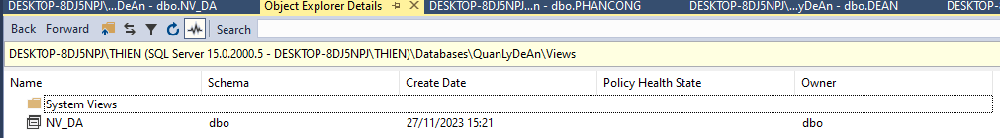 DESKTOP-8DJ5NPJ\...DeAn - dbo.NV_DA Object Explorer Details DESKTOP-8DJ5NPJ...n - dbo.PHANCONG DESKTOP-8DJ5NPJ\...yDeAn - dbo.DEAN DESKTOP-8DJ5NP
Back Forward Search
DESKTOP-8DJ5NPJ\THIEN (SQL Server 15.0.2000.5 - DESKTOP-8DJ5NPJ\THIEN)\Databases\QuanLyDeAn\Views
Name Schema Create Date Policy Health State Owner
System Views
NV_DA dbo 27/11/2023 15:21 dbo